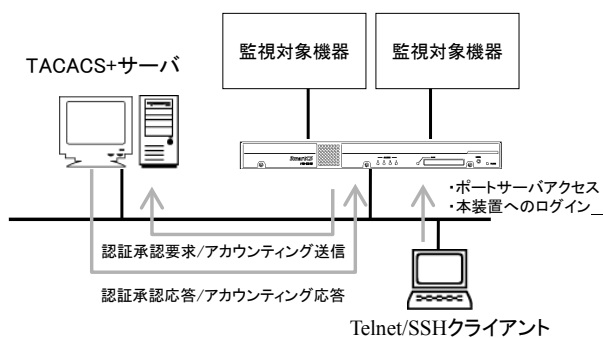 監視対象機器
監視対象機器
TACACS+サーバ
SmartCS
・ポートサーバアクセス
・本装置へのログイン
認証承認要求/アカウンティング送信
認証承認応答/アカウンティング応答
Telnet/SSHクライアント